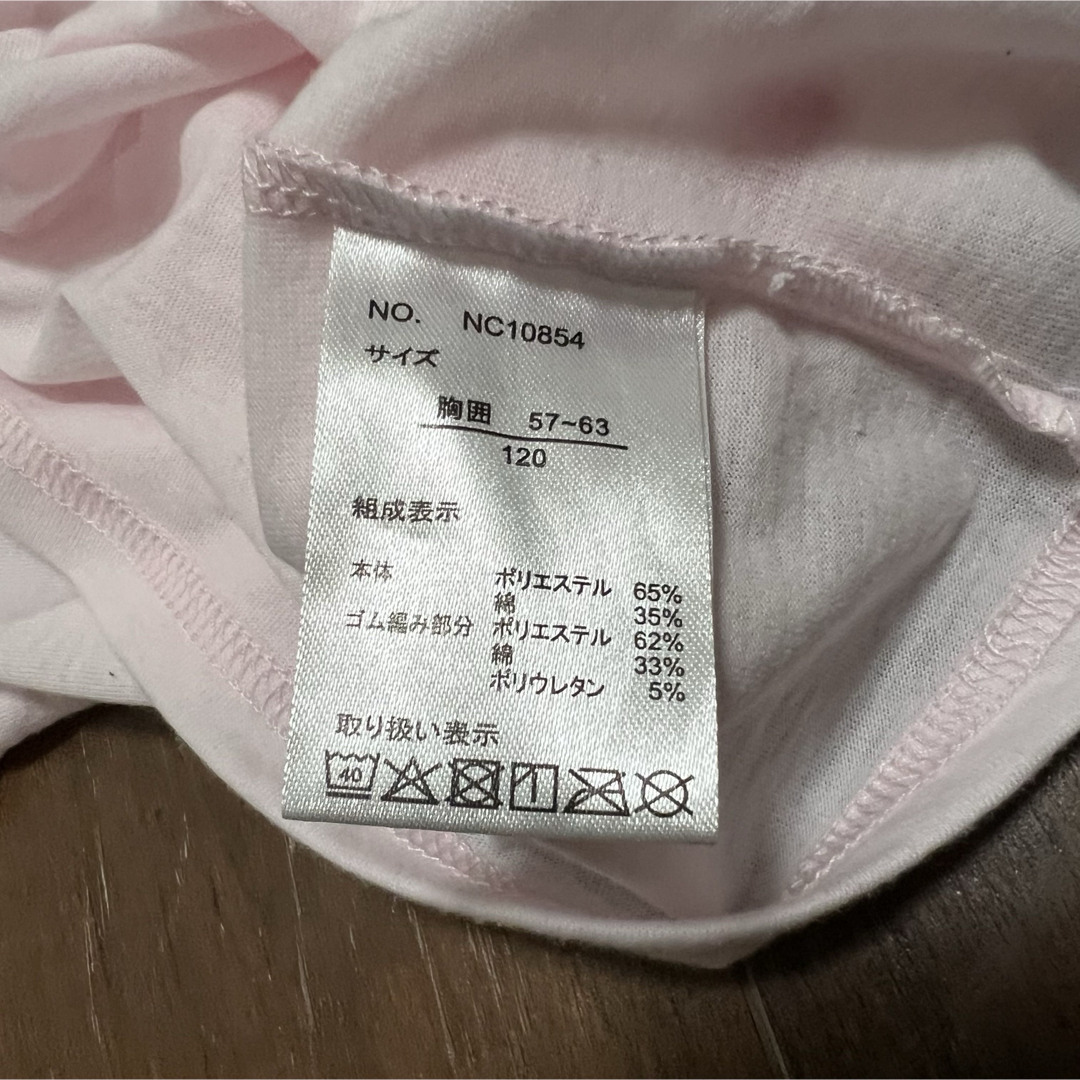 NO. NC10854
サイズ
胸囲 57~63
120
組成表示
本体 ポリエステル 65%
綿 35%
ゴム編み部分 ポリエステル 62%
綿 33%
ポリウレタン 5%
取り扱い表示
40